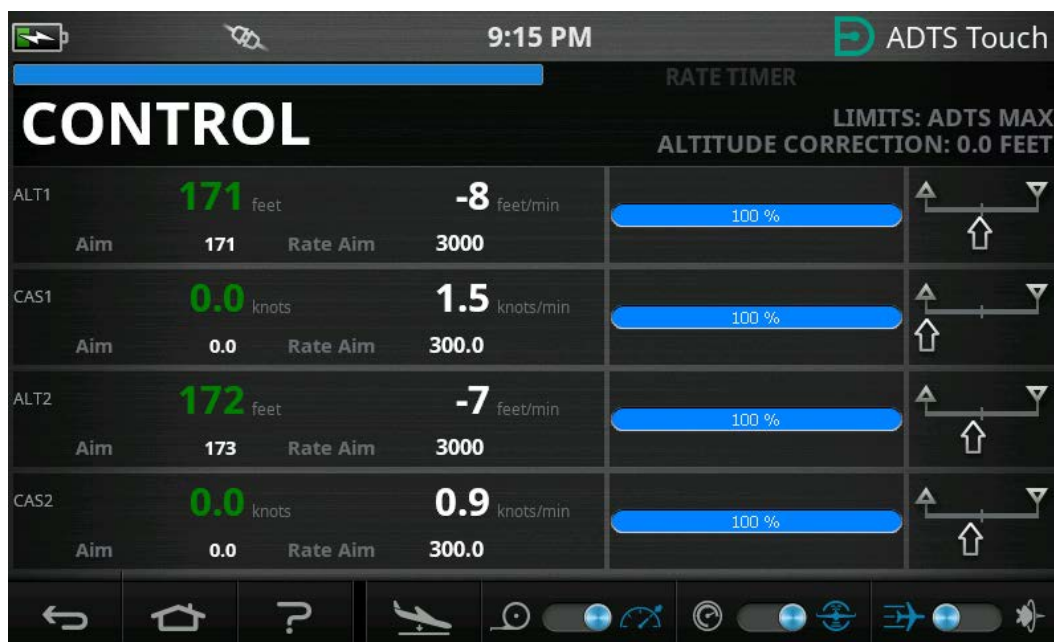 9:15 PM
ADTS Touch
RATE TIMER
CONTROL
LIMITS: ADTS MAX
ALTITUDE CORRECTION: 0.0 FEET
ALT1 171 feet -8 feet/min 100 %
Aim 171 Rate Aim 3000
CAS1 0.0 knots 1.5 knots/min 100 %
Aim 0.0 Rate Aim 300.0
ALT2 172 feet -7 feet/min 100 %
Aim 173 Rate Aim 3000
CAS2 0.0 knots 0.9 knots/min 100 %
Aim 0.0 Rate Aim 300.0